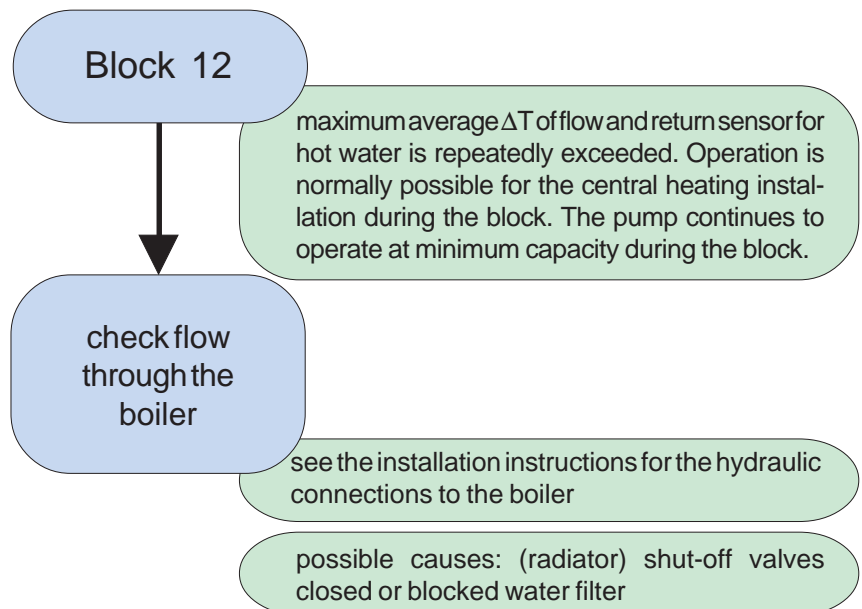 Block 12
maximum average ΔT of flow and return sensor for
hot water is repeatedly exceeded. Operation is
normally possible for the central heating instal-
lation during the block. The pump continues to
operate at minimum capacity during the block.
check flow
through the
boiler
see the installation instructions for the hydraulic
connections to the boiler
possible causes: (radiator) shut-off valves
closed or blocked water filter